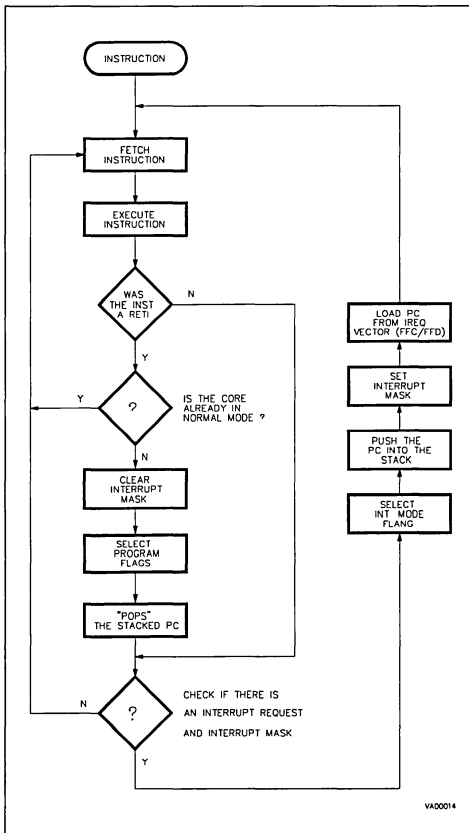 INSTRUCTION
FETCH
INSTRUCTION
EXECUTE
INSTRUCTION
WAS
THE INST
A RETI
N
Y
Y
?
IS THE CORE
ALREADY IN
NORMAL MODE ?
N
CLEAR
INTERRUPT
MASK
SELECT
PROGRAM
FLAGS
"POPS"
THE STACKED PC
N
?
CHECK IF THERE IS
AN INTERRUPT REQUEST
AND INTERRUPT MASK
Y
LOAD PC
FROM IREQ
VECTOR (FFC/FFD)
SET
INTERRUPT
MASK
PUSH THE
PC INTO THE
STACK
SELECT
INT MODE
FLANG
VAD0014